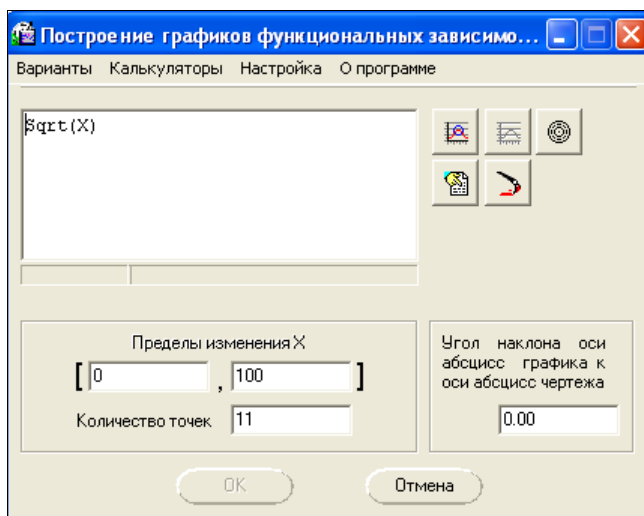 Построение графиков функциональных зависимо...
Варианты Калькуляторы Настройка О программе
Sqrt(X)
Пределы изменения X
[ 0 , 100 ]
Количество точек 11
Угол наклона оси
абсцисс графика к
оси абсцисс чертежа
0.00
OK Отмена